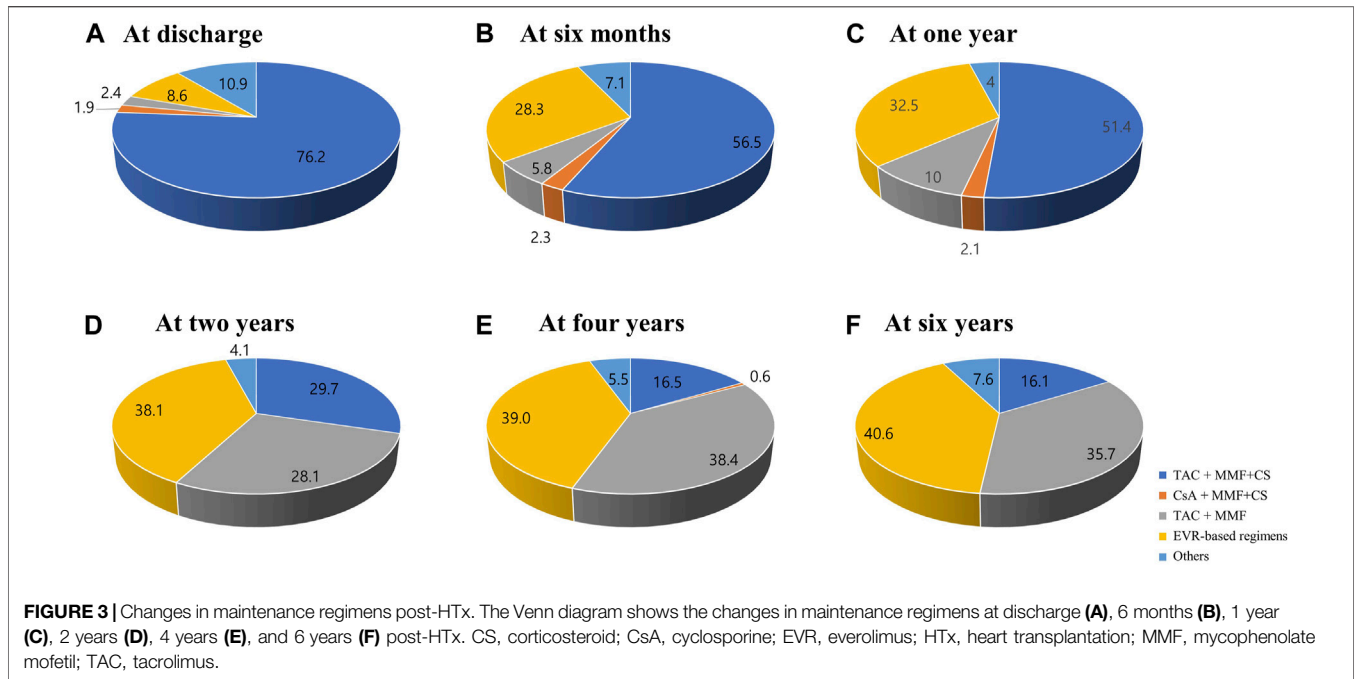 A At discharge
10.9
8.6
2.4
1.9
76.2
B At six months
7.1
28.3
56.5
5.8
2.3
C At one year
4
32.5
51.4
10
2.1
D At two years
4.1
29.7
38.1
28.1
E At four years
5.5
16.5
0.6
39.0
38.4
F At six years
7.6
16.1
40.6
35.7
TAC + MMF+CS
CsA + MMF+CS
TAC + MMF
EVR-based regimens
Others
FIGURE 3 | Changes in maintenance regimens post-HTx. The Venn diagram shows the changes in maintenance regimens at discharge (A), 6 months (B), 1 year
(C), 2 years (D), 4 years (E), and 6 years (F) post-HTx. CS, corticosteroid; CsA, cyclosporine; EVR, everolimus; HTx, heart transplantation; MMF, mycophenolate
mofetil; TAC, tacrolimus.